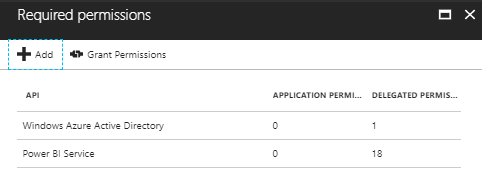 Required permissions
Add Grant Permissions
API APPLICATION PERMI... DELEGATED PERMIS...
Windows Azure Active Directory 0 1
Power BI Service 0 18